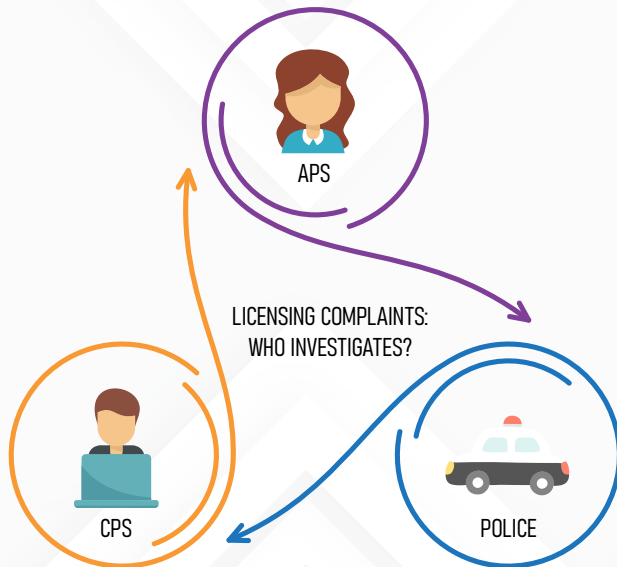 APS
LICENSING COMPLAINTS:
WHO INVESTIGATES?
CPS
POLICE